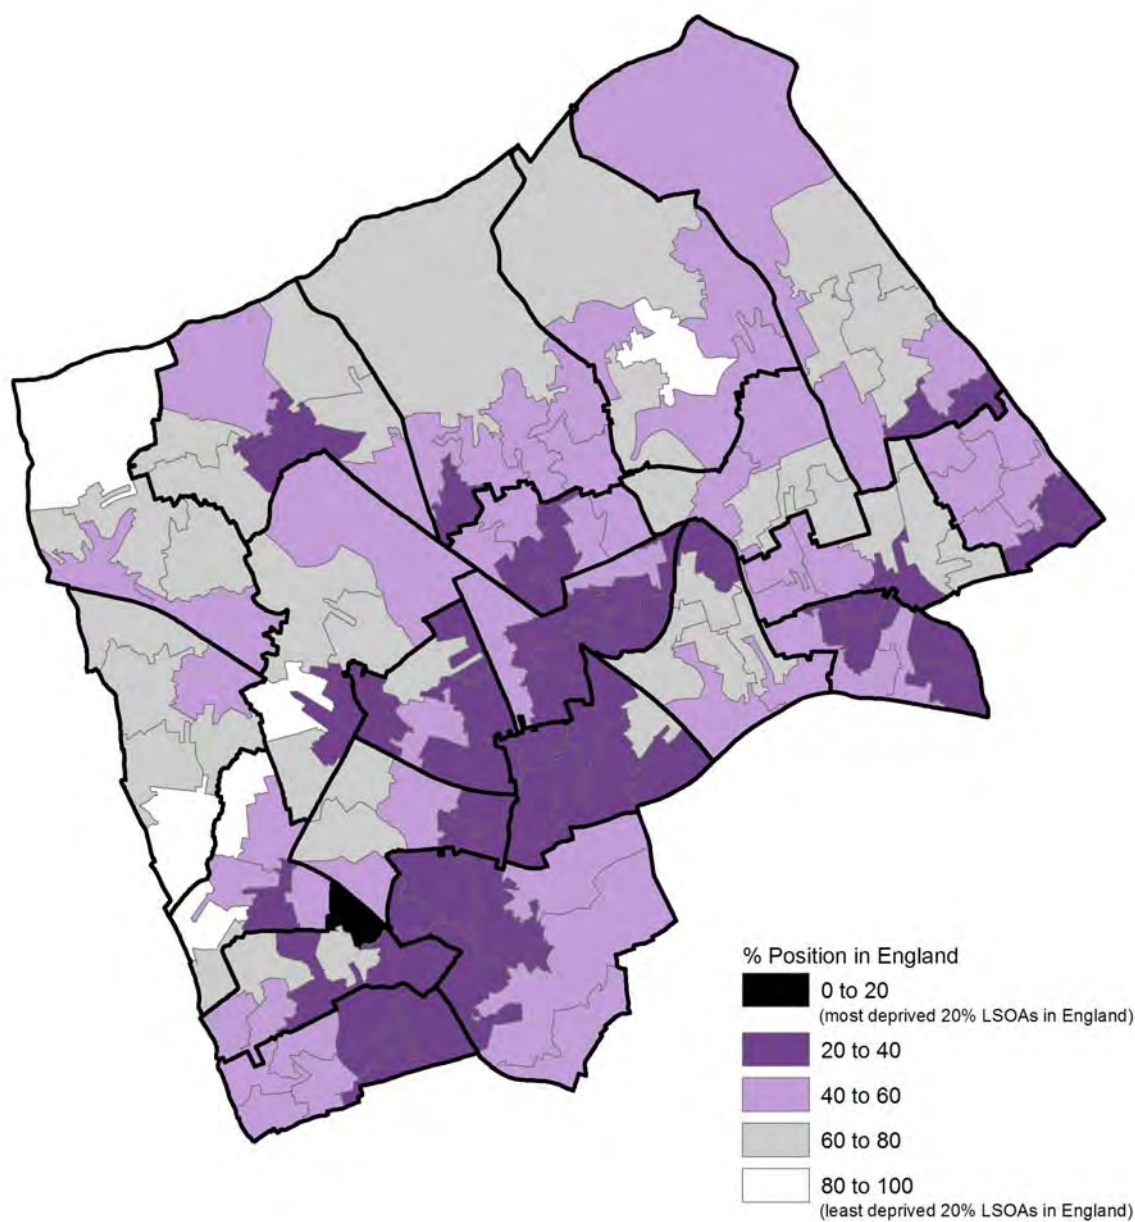 % Position in England
0 to 20
(most deprived 20% LSOAs in England)
20 to 40
40 to 60
60 to 80
80 to 100
(least deprived 20% LSOAs in England)